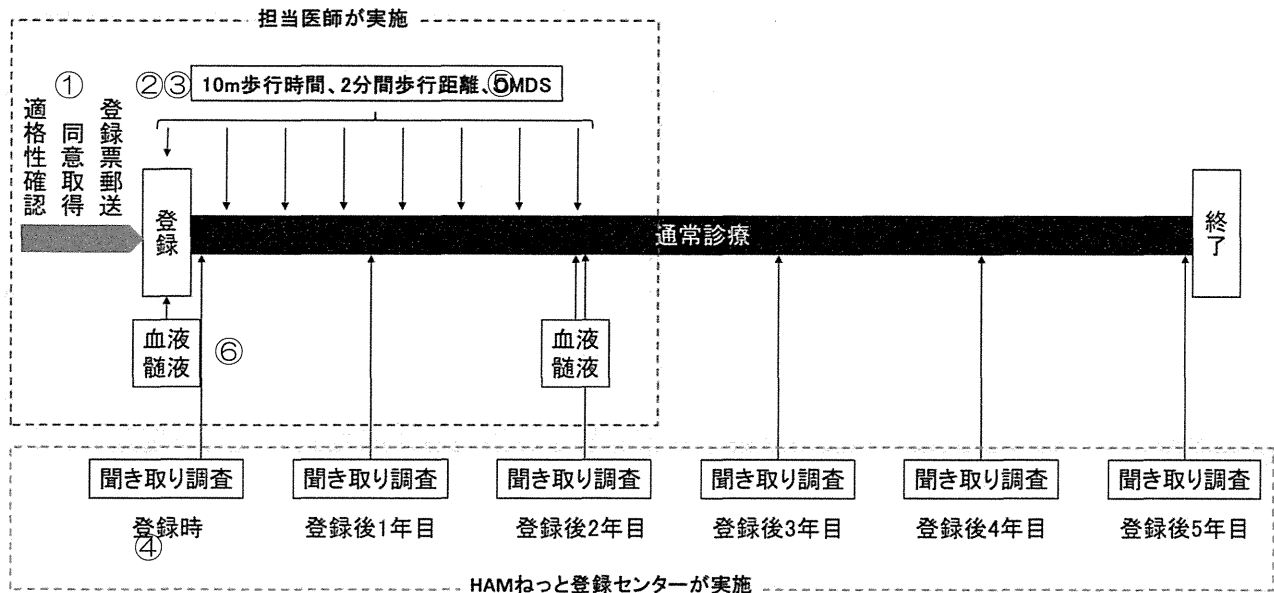 担当医師が実施
①
②③
10m歩行時間、2分間歩行距離、⑤OMDS
適格性確認
同意取得
登録票郵送
登録
通常診療
終了
血液
髄液
⑥
血液
髄液
聞き取り調査
聞き取り調査
聞き取り調査
聞き取り調査
聞き取り調査
聞き取り調査
登録時
登録後1年目
登録後2年目
登録後3年目
登録後4年目
登録後5年目
④
HAMねっと登録センターが実施